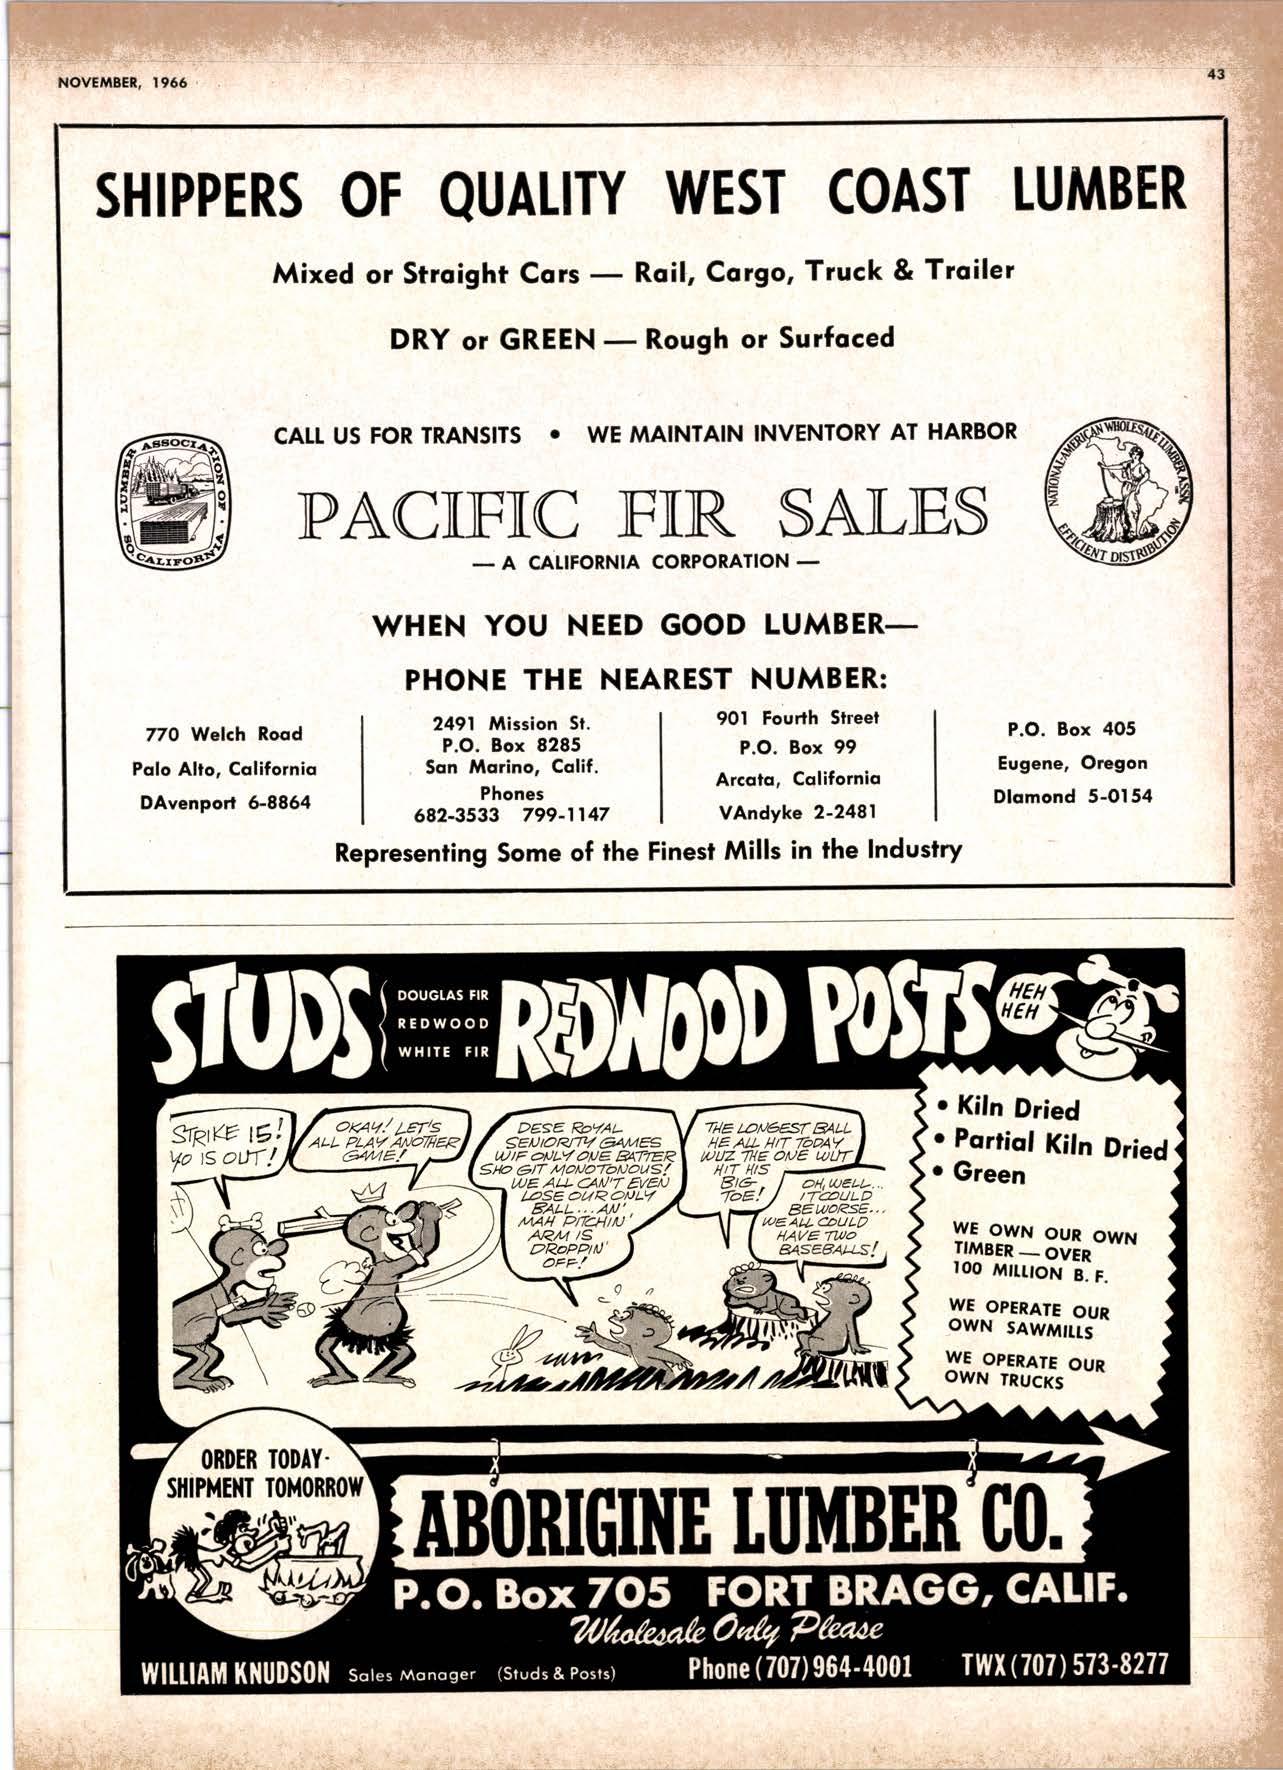 NOVEMBER, 1966
43
SHIPPERS OF QUALITY WEST COAST LUMBER
Mixed or Straight Cars — Rail, Cargo, Truck & Trailer
DRY or GREEN — Rough or Surfaced
CALL US FOR TRANSITS • WE MAINTAIN INVENTORY AT HARBOR
LUMBER ASSOCIATION OF SO. CALIFORNIA
PACIFIC FIR SALES
NATIONAL-AMERICAN WHOLESALE LUMBER ASSN.
EFFICIENT DISTRIBUTION
— A CALIFORNIA CORPORATION —
WHEN YOU NEED GOOD LUMBER—
PHONE THE NEAREST NUMBER:
770 Welch Road
Palo Alto, California
DAvenport 6-8864
2491 Mission St.
P.O. Box 8285
San Marino, Calif.
Phones
682-3533 799-1147
901 Fourth Street
P.O. Box 99
Arcata, California
VAndyke 2-2481
P.O. Box 405
Eugene, Oregon
DIamond 5-0154
Representing Some of the Finest Mills in the Industry
STUDS
DOUGLAS FIR
REDWOOD
WHITE FIR
REDWOOD POSTS
HEH
HEH
STRIKE 15!
YO IS OUT!
OKAY! LET'S
ALL PLAY ANOTHER
GAME!
DESE ROYAL
SENIORITY GAMES
WIF ONLY ONE BATTER
SHO GIT MONOTONOUS!
WE ALL CAN'T EVEN
LOSE OUR ONLY
BALL...AN'
MAH PITCHIN'
ARM IS
DROPPIN'
OFF!
THE LONGEST BALL
HE ALL HIT TODAY
WUZ THE ONE WUT
HIT HIS
BIG
TOE!
OH, WELL...
IT COULD
BE WORSE...
WE ALL COULD
HAVE TWO
BASEBALLS!
• Kiln Dried
• Partial Kiln Dried
• Green
WE OWN OUR OWN
TIMBER — OVER
100 MILLION B. F.
WE OPERATE OUR
OWN SAWMILLS
WE OPERATE OUR
OWN TRUCKS
ORDER TODAY-
SHIPMENT TOMORROW
ABORIGINE LUMBER CO.
P.O. Box 705 FORT BRAGG, CALIF.
Wholesale Only Please
WILLIAM KNUDSON Sales Manager (Studs & Posts) Phone (707) 964-4001 TWX (707) 573-8277